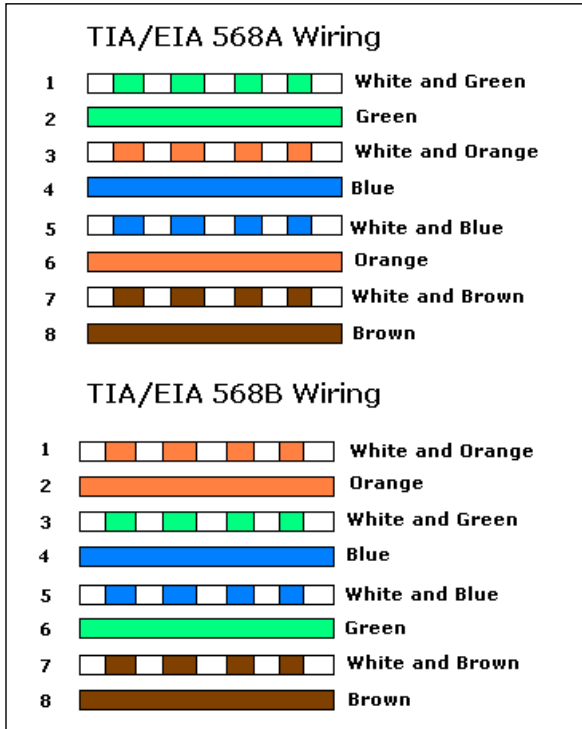 TIA/EIA 568A Wiring
1 White and Green
2 Green
3 White and Orange
4 Blue
5 White and Blue
6 Orange
7 White and Brown
8 Brown
TIA/EIA 568B Wiring
1 White and Orange
2 Orange
3 White and Green
4 Blue
5 White and Blue
6 Green
7 White and Brown
8 Brown